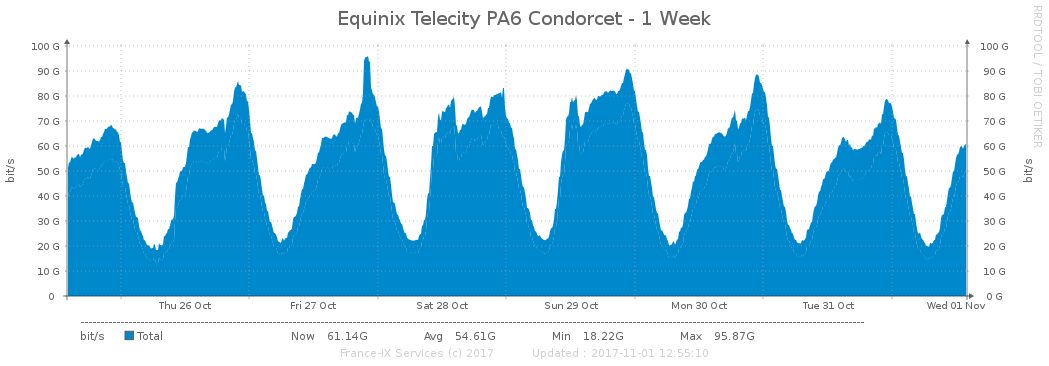 Equinix Telecity PA6 Condorcet - 1 Week
RRDTOOL / TOBI OETIKER
100 G 100 G
90 G 90 G
80 G 80 G
70 G 70 G
60 G 60 G
50 G 50 G
40 G 40 G
30 G 30 G
20 G 20 G
10 G 10 G
0 0 G
bit/s
bit/s
Thu 26 Oct Fri 27 Oct Sat 28 Oct Sun 29 Oct Mon 30 Oct Tue 31 Oct Wed 01 Nov
bit/s Total Now 61.14G Avg 54.61G Min 18.22G Max 95.87G
France-IX Services (c) 2017 Updated : 2017-11-01 12:55:10